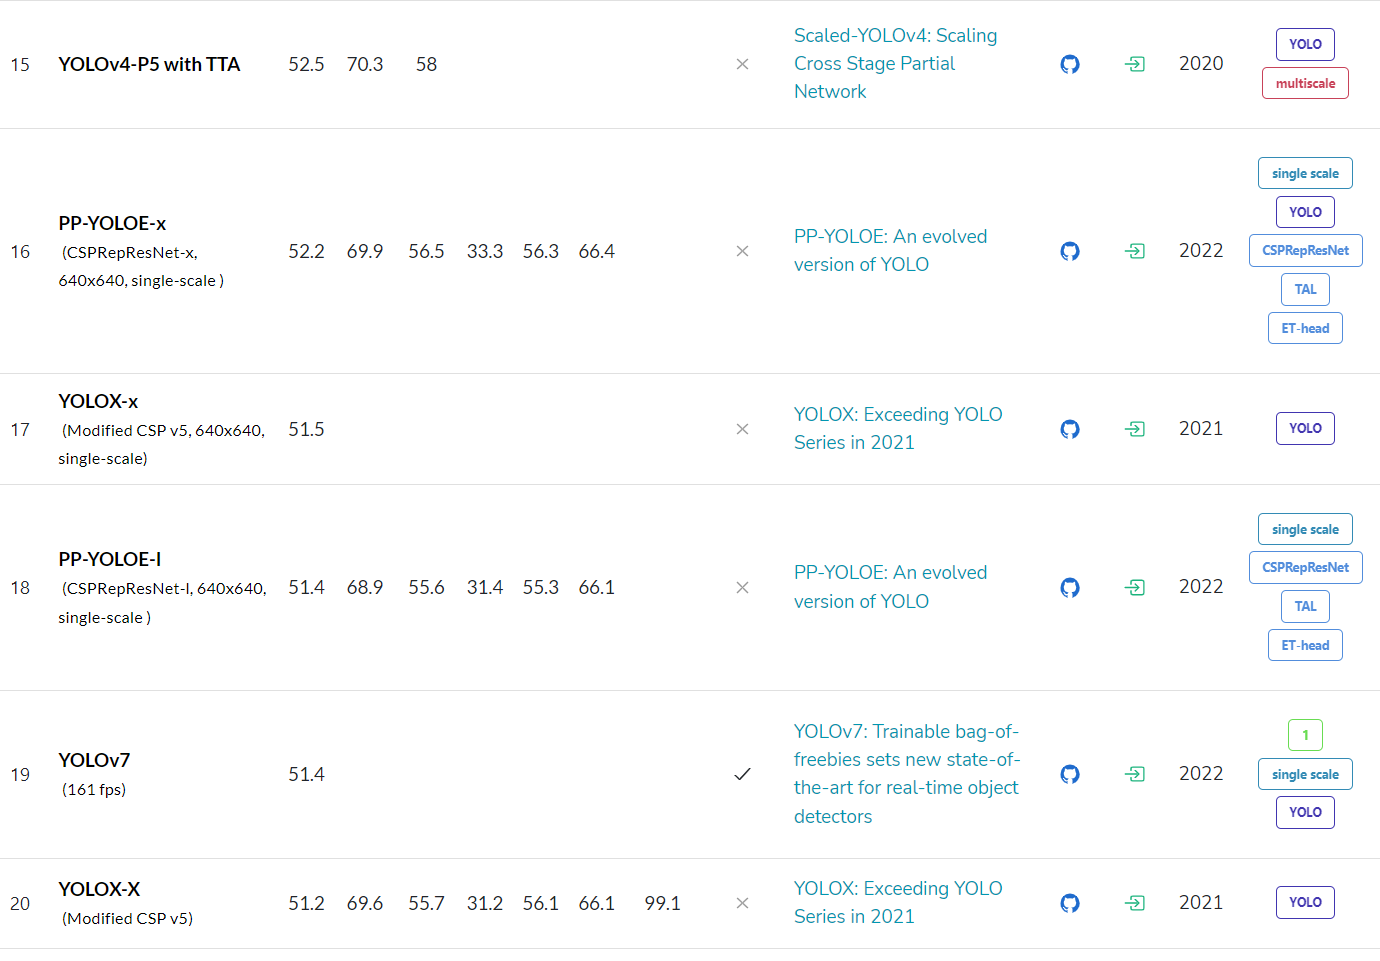 15 YOLOv4-P5 with TTA 52.5 70.3 58 Scaled-YOLOv4: Scaling Cross Stage Partial Network 2020 YOLO multiscale
16 PP-YOLOE-x (CSPRepResNet-x, 640x640, single-scale ) 52.2 69.9 56.5 33.3 56.3 66.4 PP-YOLOE: An evolved version of YOLO 2022 single scale YOLO CSPRepResNet TAL ET-head
17 YOLOX-x (Modified CSP v5, 640x640, single-scale) 51.5 YOLOX: Exceeding YOLO Series in 2021 2021 YOLO
18 PP-YOLOE-l (CSPRepResNet-l, 640x640, single-scale ) 51.4 68.9 55.6 31.4 55.3 66.1 PP-YOLOE: An evolved version of YOLO 2022 single scale CSPRepResNet TAL ET-head
19 YOLOv7 (161 fps) 51.4 YOLOv7: Trainable bag-of-freebies sets new state-of-the-art for real-time object detectors 2022 1 single scale YOLO
20 YOLOX-X (Modified CSP v5) 51.2 69.6 55.7 31.2 56.1 66.1 99.1 YOLOX: Exceeding YOLO Series in 2021 2021 YOLO